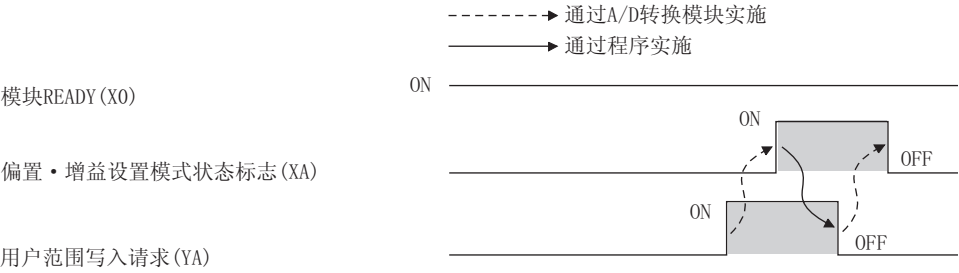 通过A/D转换模块实施
通过程序实施
模块READY(X0)
ON
偏置・增益设置模式状态标志(XA)
ON
OFF
用户范围写入请求(YA)
ON
OFF